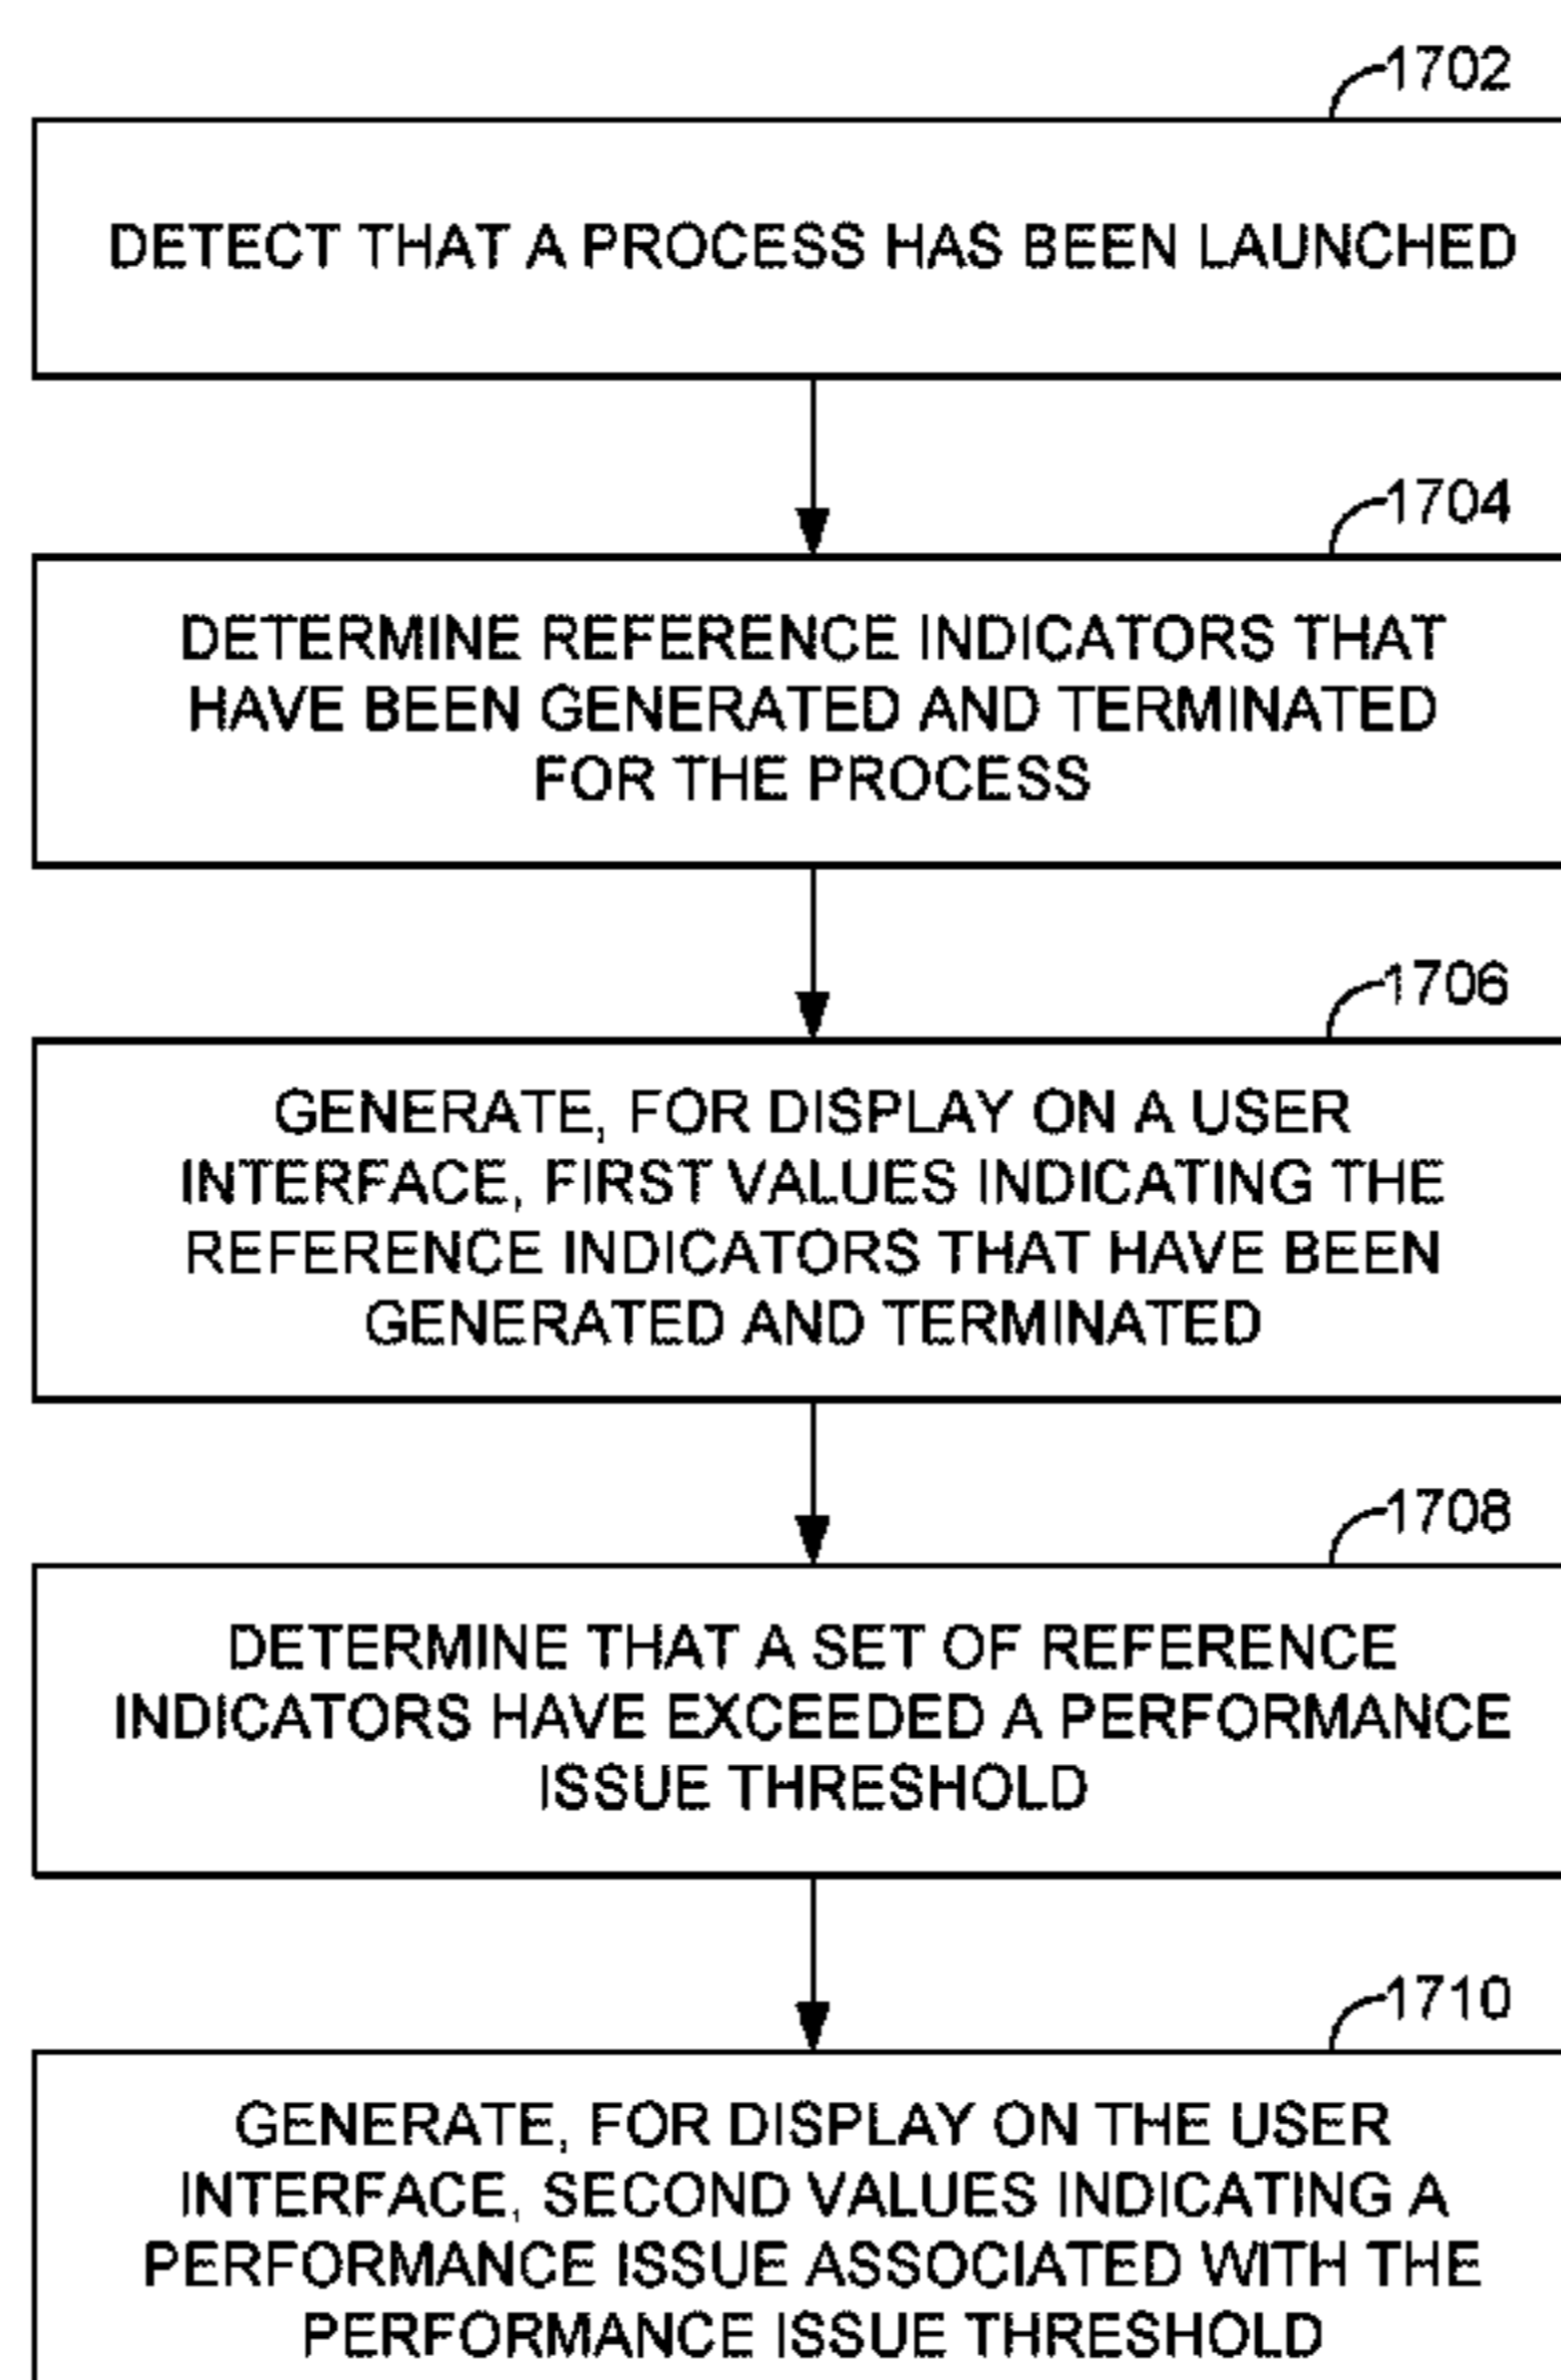 1702
DETECT THAT A PROCESS HAS BEEN LAUNCHED
1704
DETERMINE REFERENCE INDICATORS THAT
HAVE BEEN GENERATED AND TERMINATED
FOR THE PROCESS
1706
GENERATE, FOR DISPLAY ON A USER
INTERFACE, FIRST VALUES INDICATING THE
REFERENCE INDICATORS THAT HAVE BEEN
GENERATED AND TERMINATED
1708
DETERMINE THAT A SET OF REFERENCE
INDICATORS HAVE EXCEEDED A PERFORMANCE
ISSUE THRESHOLD
1710
GENERATE, FOR DISPLAY ON THE USER
INTERFACE, SECOND VALUES INDICATING A
PERFORMANCE ISSUE ASSOCIATED WITH THE
PERFORMANCE ISSUE THRESHOLD